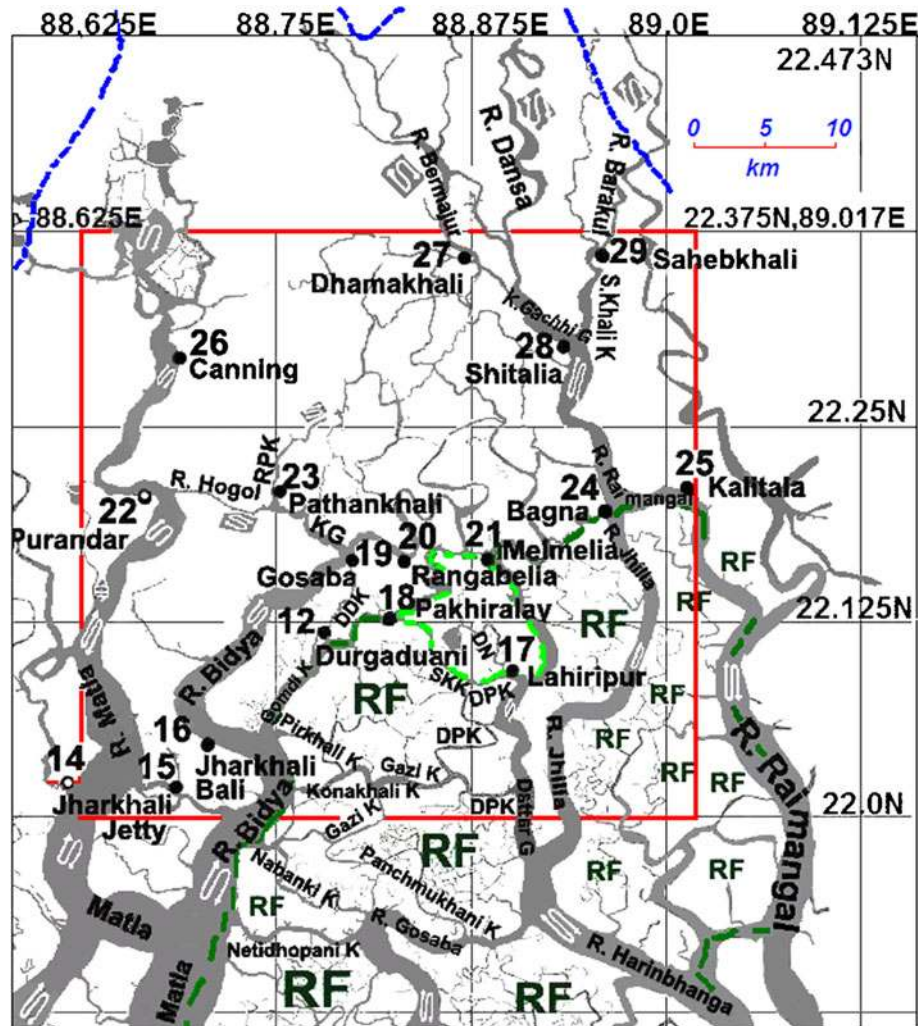 88.625E 88.75E 88.875E 89.0E 89.125E
22.473N
0 5 10
km
R. Bermajur
R. Dansa
R. Barakul
88.625E
22.375N,89.017E
27
Dhamakhali
29
Sahebkhali
K.Gachhi G
S.Khali K
26
Canning
28
Shitalia
22.25N
RPK
R. Hogol
23
Pathankhali
22
Purandar
KG
R. Rai
mangal
24
Bagna
25
Kalitala
R. Jhilla
19
Gosaba
20
Rangabelia
21
Melmelia
RF
RF
18
Pakhiralay
DDK
12
Durgaduani
22.125N
RF
DN
17
Lahiripur
SKK
DPK
R. Bidya
Gomdi K
RF
RF
R. Matla
Pirkhali K
DPK
R. Jhilla
RF
RF
RF
16
Jharkhali
14
15
Bali
Jharkhali
Jetty
Gazi K
Konakhali K
DPK
Gazi K
Dattar G
22.0N
R. Raimangal
R. Bidya
RF
Nabanki K
Panchmukhani K
RF
RF
RF
R. Gosaba
Matla
Netidhopani K
R. Harinbhanga
Matla
RF
RF